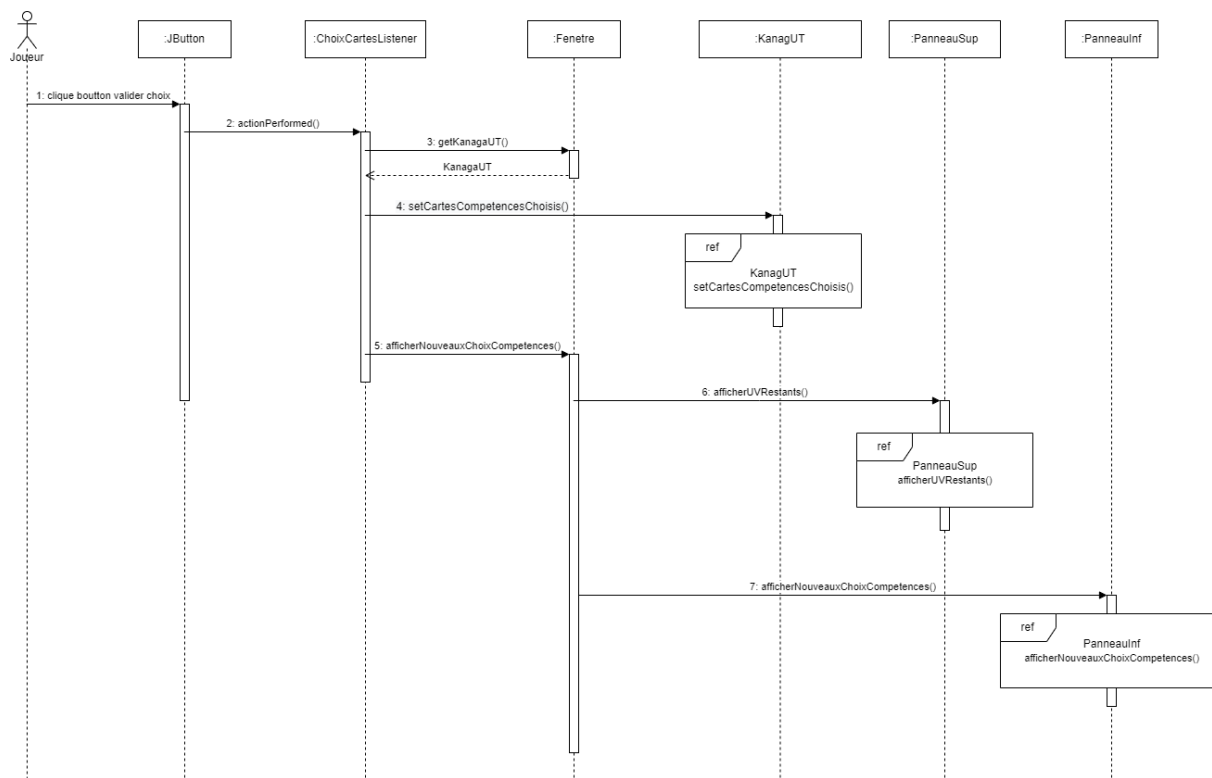 Joueur
:JButton
:ChoixCartesListener
:Fenetre
:KanagUT
:PanneauSup
:PanneauInf
1: clique boutton valider choix
2: actionPerformed()
3: getKanagaUT()
KanagaUT
4: setCartesCompetencesChoisis()
ref
KanagUT
setCartesCompetencesChoisis()
5: afficherNouveauxChoixCompetences()
6: afficherUVRestants()
ref
PanneauSup
afficherUVRestants()
7: afficherNouveauxChoixCompetences()
ref
PanneauInf
afficherNouveauxChoixCompetences()